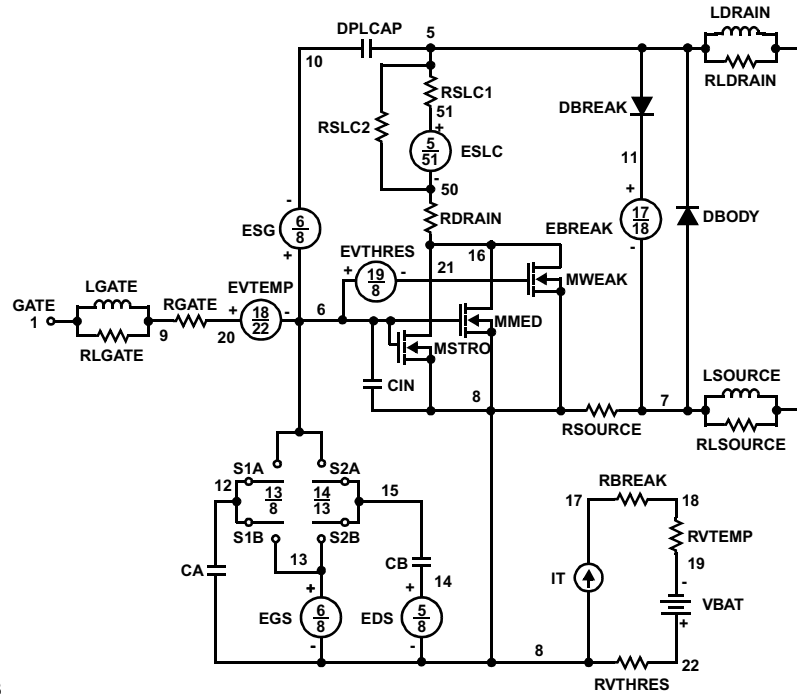 LDRAIN
DPLCAP 5
10
RLDRAIN
RSLC1
DBREAK
51
RSLC2
+
5
51
ESLC
11
-
50
+
-
17
18
DBODY
RDRAIN
EBREAK
6
8
ESG
-
EVTHRES
16
+
+ 19
8 - 21
MWEAK
LGATE
EVTEMP
GATE
1
RGATE
+ 18
22 - 6
MMED
9
20
MSTRO
RLGATE
LSOURCE
CIN
8
7
RSOURCE
RLSOURCE
S1A S2A
12
13
8
14
13
15
RBREAK
17 18
S1B S2B
RVTEMP
13
CA
CB
19
IT
14
-
+
+
VBAT
EGS
6
8
EDS
5
8
+
-
-
8
22
RVTHRES